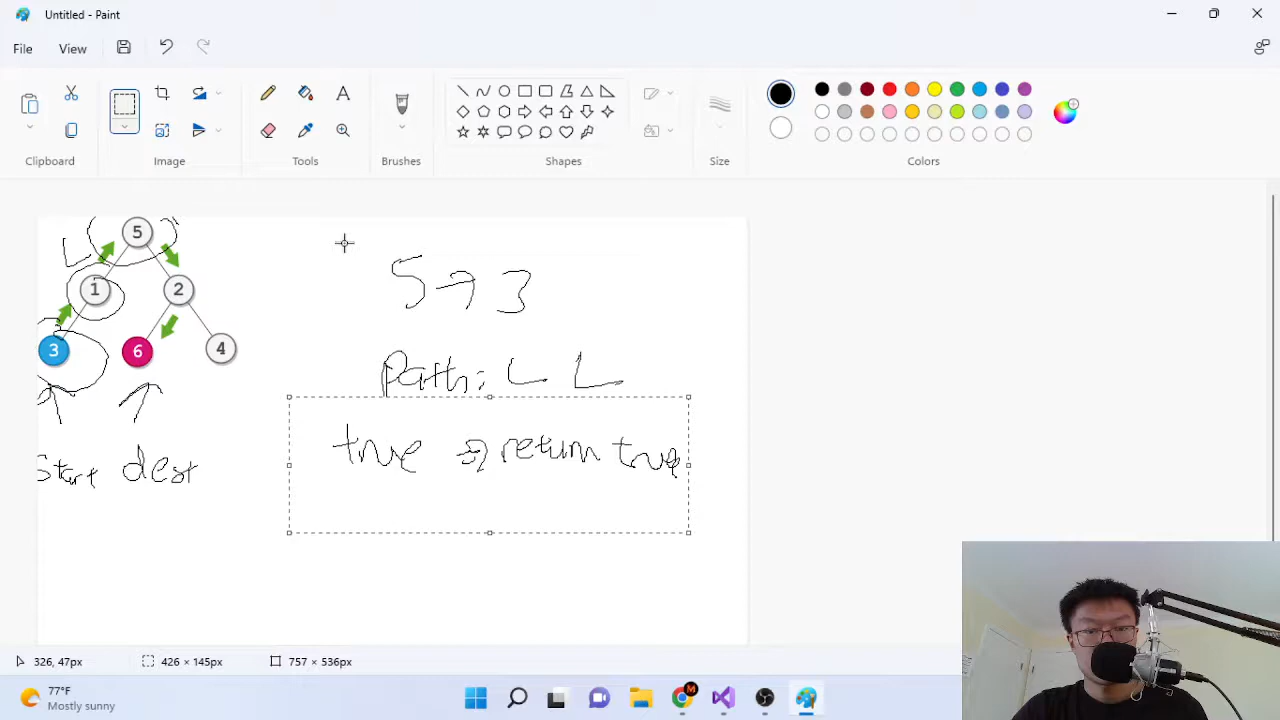 Untitled - Paint
File View
Clipboard Image Tools Brushes Shapes Size Colors
5
1 2
3 6 4
5 → 3
path: L L
true ⇒ return true
L
start dest
326, 47px 426 × 145px 757 × 536px
77°F
Mostly sunny